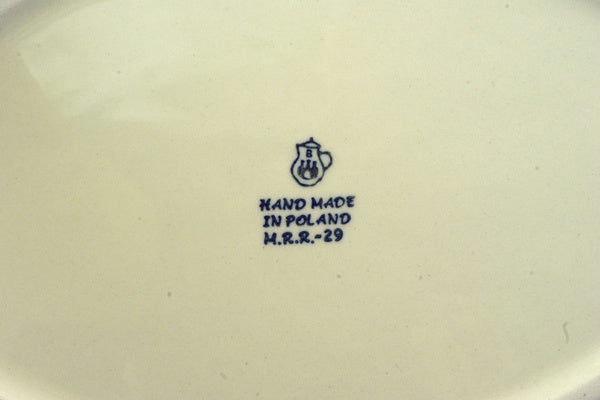 B
HAND MADE
IN POLAND
M.R.R.-29